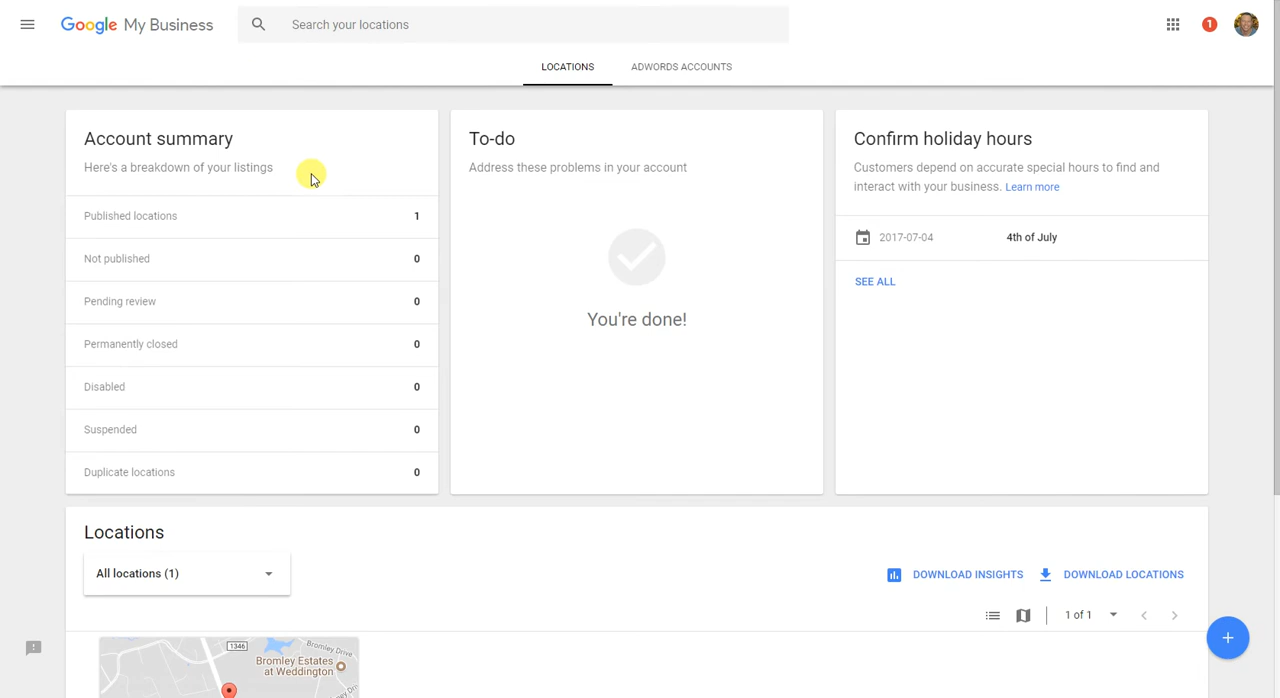 Google My Business
Search your locations
1
LOCATIONS
ADWORDS ACCOUNTS
Account summary
Here's a breakdown of your listings
Published locations 1
Not published 0
Pending review 0
Permanently closed 0
Disabled 0
Suspended 0
Duplicate locations 0
To-do
Address these problems in your account
You're done!
Confirm holiday hours
Customers depend on accurate special hours to find and
interact with your business. Learn more
2017-07-04 4th of July
SEE ALL
Locations
All locations (1)
DOWNLOAD INSIGHTS
DOWNLOAD LOCATIONS
1 of 1
1346
Bromley Estates
at Weddington
Bromley Drive